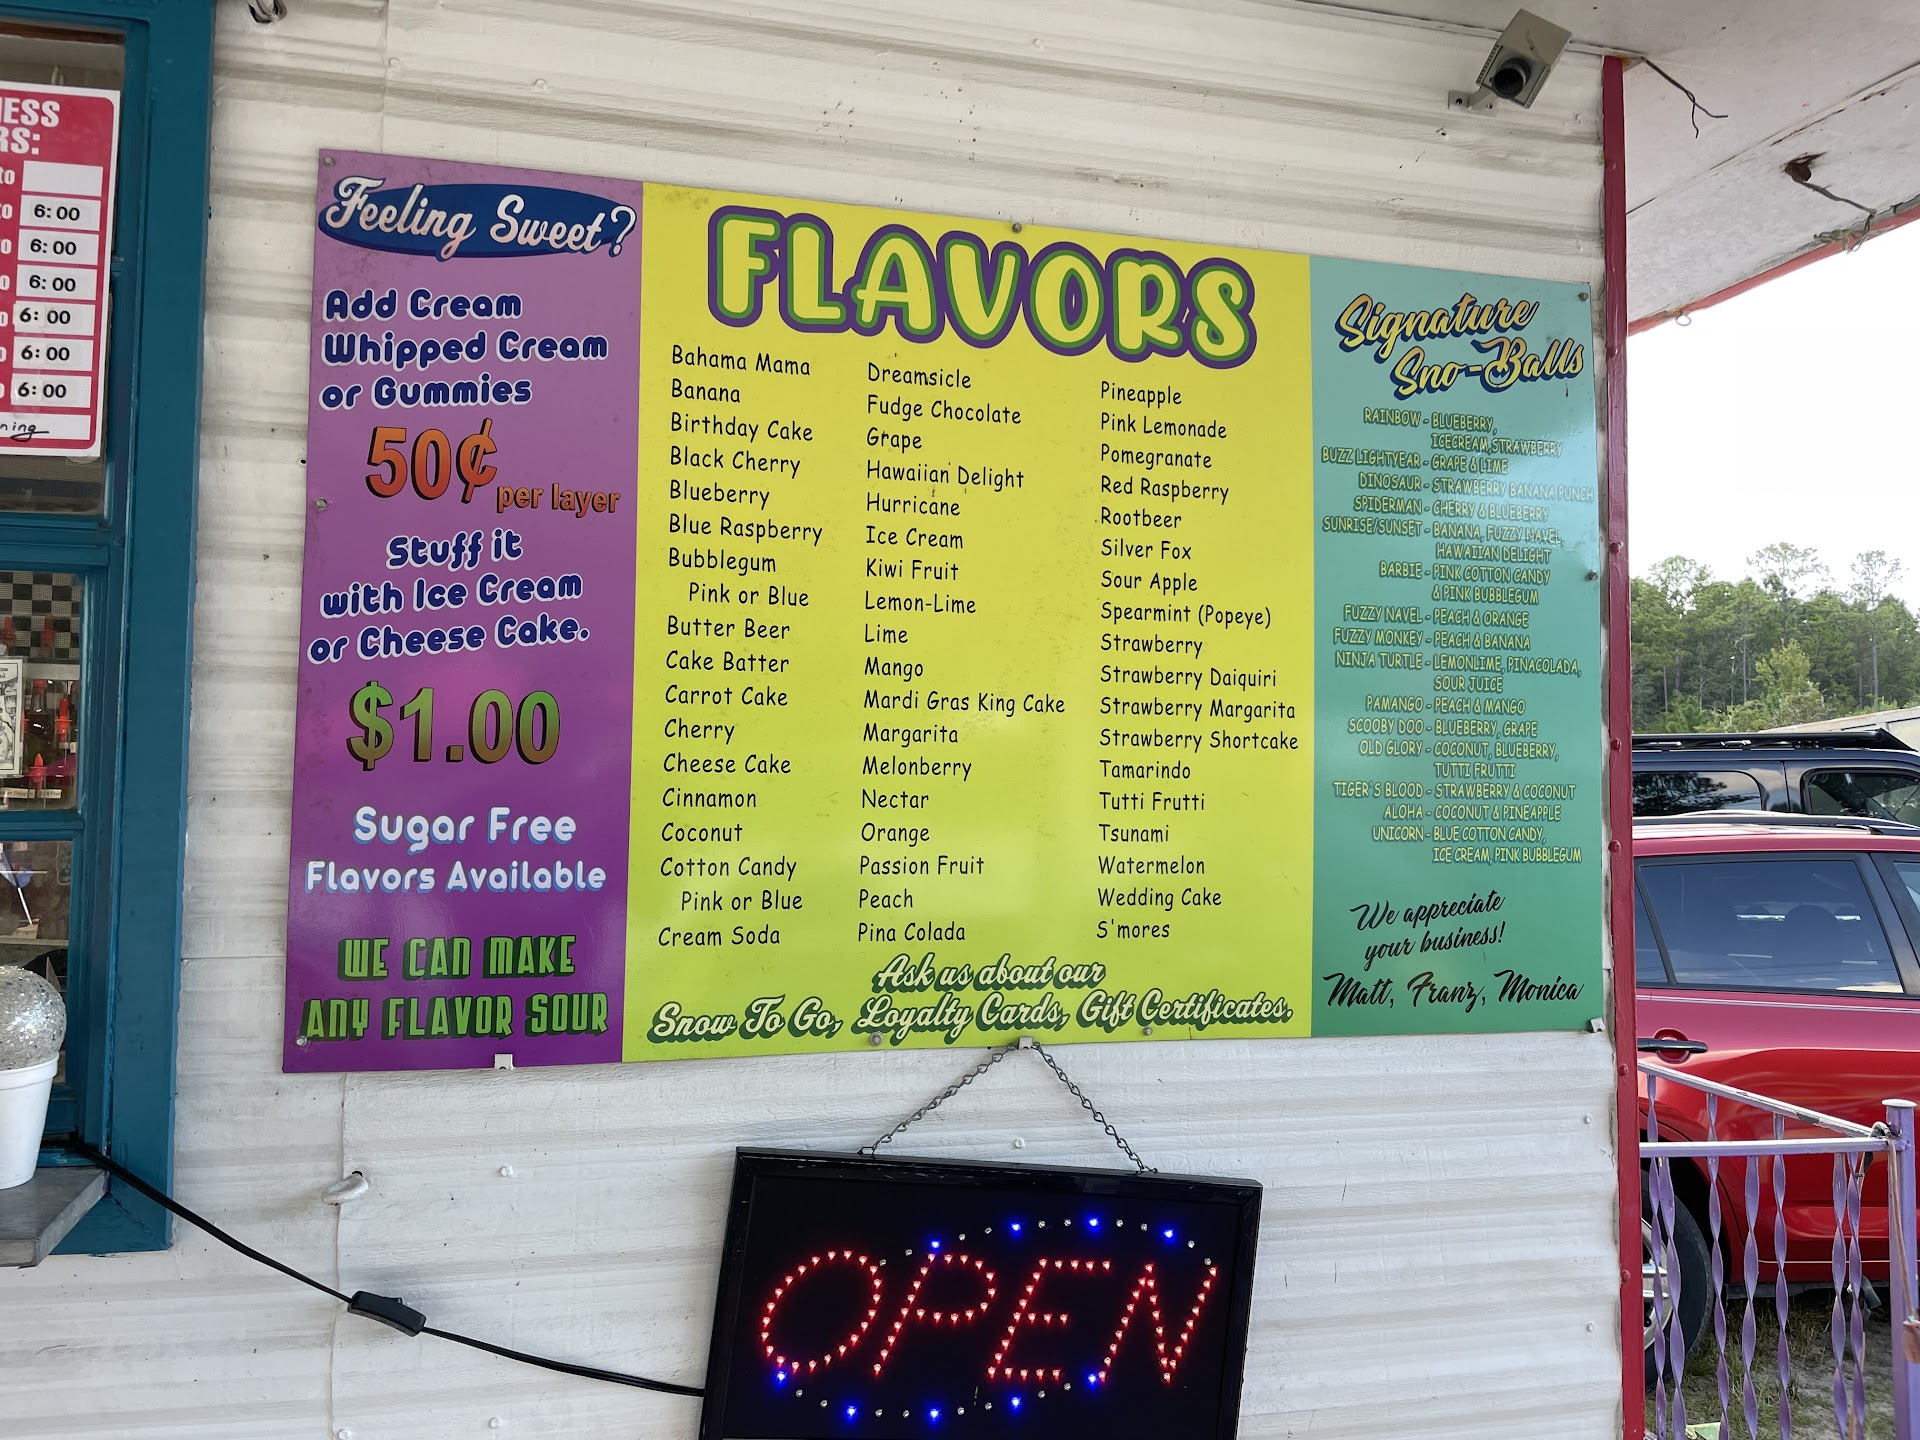 NESS
RS:
to
to 6:00
6:00
6:00
6:00
6:00
6:00
ning
Feeling Sweet?
Add Cream
Whipped Cream
or Gummies
50¢ per layer
Stuff it
with Ice Cream
or Cheese Cake.
$1.00
Sugar Free
Flavors Available
WE CAN MAKE
ANY FLAVOR SOUR
FLAVORS
Bahama Mama
Banana
Birthday Cake
Black Cherry
Blueberry
Blue Raspberry
Bubblegum
Pink or Blue
Butter Beer
Cake Batter
Carrot Cake
Cherry
Cheese Cake
Cinnamon
Coconut
Cotton Candy
Pink or Blue
Cream Soda
Dreamsicle
Fudge Chocolate
Grape
Hawaiian Delight
Hurricane
Ice Cream
Kiwi Fruit
Lemon-Lime
Lime
Mango
Mardi Gras King Cake
Margarita
Melonberry
Nectar
Orange
Passion Fruit
Peach
Pina Colada
Pineapple
Pink Lemonade
Pomegranate
Red Raspberry
Rootbeer
Silver Fox
Sour Apple
Spearmint (Popeye)
Strawberry
Strawberry Daiquiri
Strawberry Margarita
Strawberry Shortcake
Tamarindo
Tutti Frutti
Tsunami
Watermelon
Wedding Cake
S'mores
Ask us about our
Snow To Go, Loyalty Cards, Gift Certificates.
Signature
Sno-Balls
RAINBOW - BLUEBERRY,
ICECREAM,STRAWBERRY
BUZZ LIGHTYEAR - GRAPE & LIME
DINOSAUR - STRAWBERRY BANANA PUNCH
SPIDERMAN - CHERRY & BLUEBERRY
SUNRISE/SUNSET - BANANA, FUZZY NAVEL,
HAWAIIAN DELIGHT
BARBIE - PINK COTTON CANDY
& PINK BUBBLEGUM
FUZZY NAVEL - PEACH & ORANGE
FUZZY MONKEY - PEACH & BANANA
NINJA TURTLE - LEMONLIME, PINACOLADA,
SOUR JUICE
PAMANGO - PEACH & MANGO
SCOOBY DOO - BLUEBERRY, GRAPE
OLD GLORY - COCONUT, BLUEBERRY,
TUTTI FRUTTI
TIGER'S BLOOD - STRAWBERRY & COCONUT
ALOHA - COCONUT & PINEAPPLE
UNICORN - BLUE COTTON CANDY,
ICE CREAM, PINK BUBBLEGUM
We appreciate
your business!
Matt, Franz, Monica
OPEN